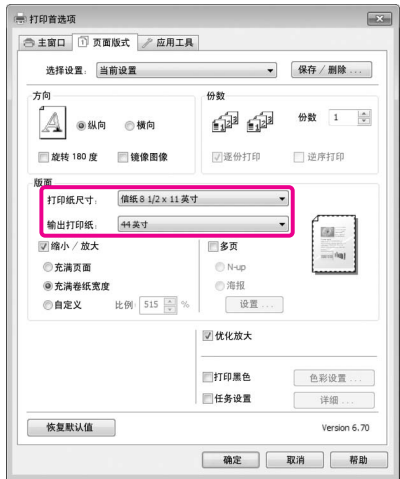 打印首选项
主窗口 页面版式 应用工具
选择设置: 当前设置 保存 / 删除 ...
方向 份数
纵向 横向 份数 1
旋转 180 度 镜像图像 逐份打印 逆序打印
版面
打印纸尺寸: 信纸 8 1/2 x 11 英寸
输出打印纸: 44英寸
缩小 / 放大 多页
充满页面 N-up
充满卷纸宽度 海报
自定义 比例: 515 % 设置 ...
优化放大
打印黑色 色彩设置 ...
任务设置 详细 ...
恢复默认值 Version 6.70
确定 取消 帮助